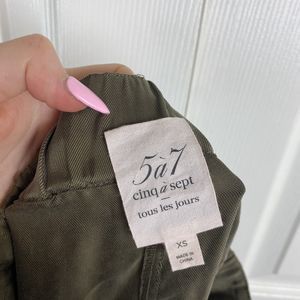 5à7
cinq à sept
tous les jours
XS
MADE IN
CHINA